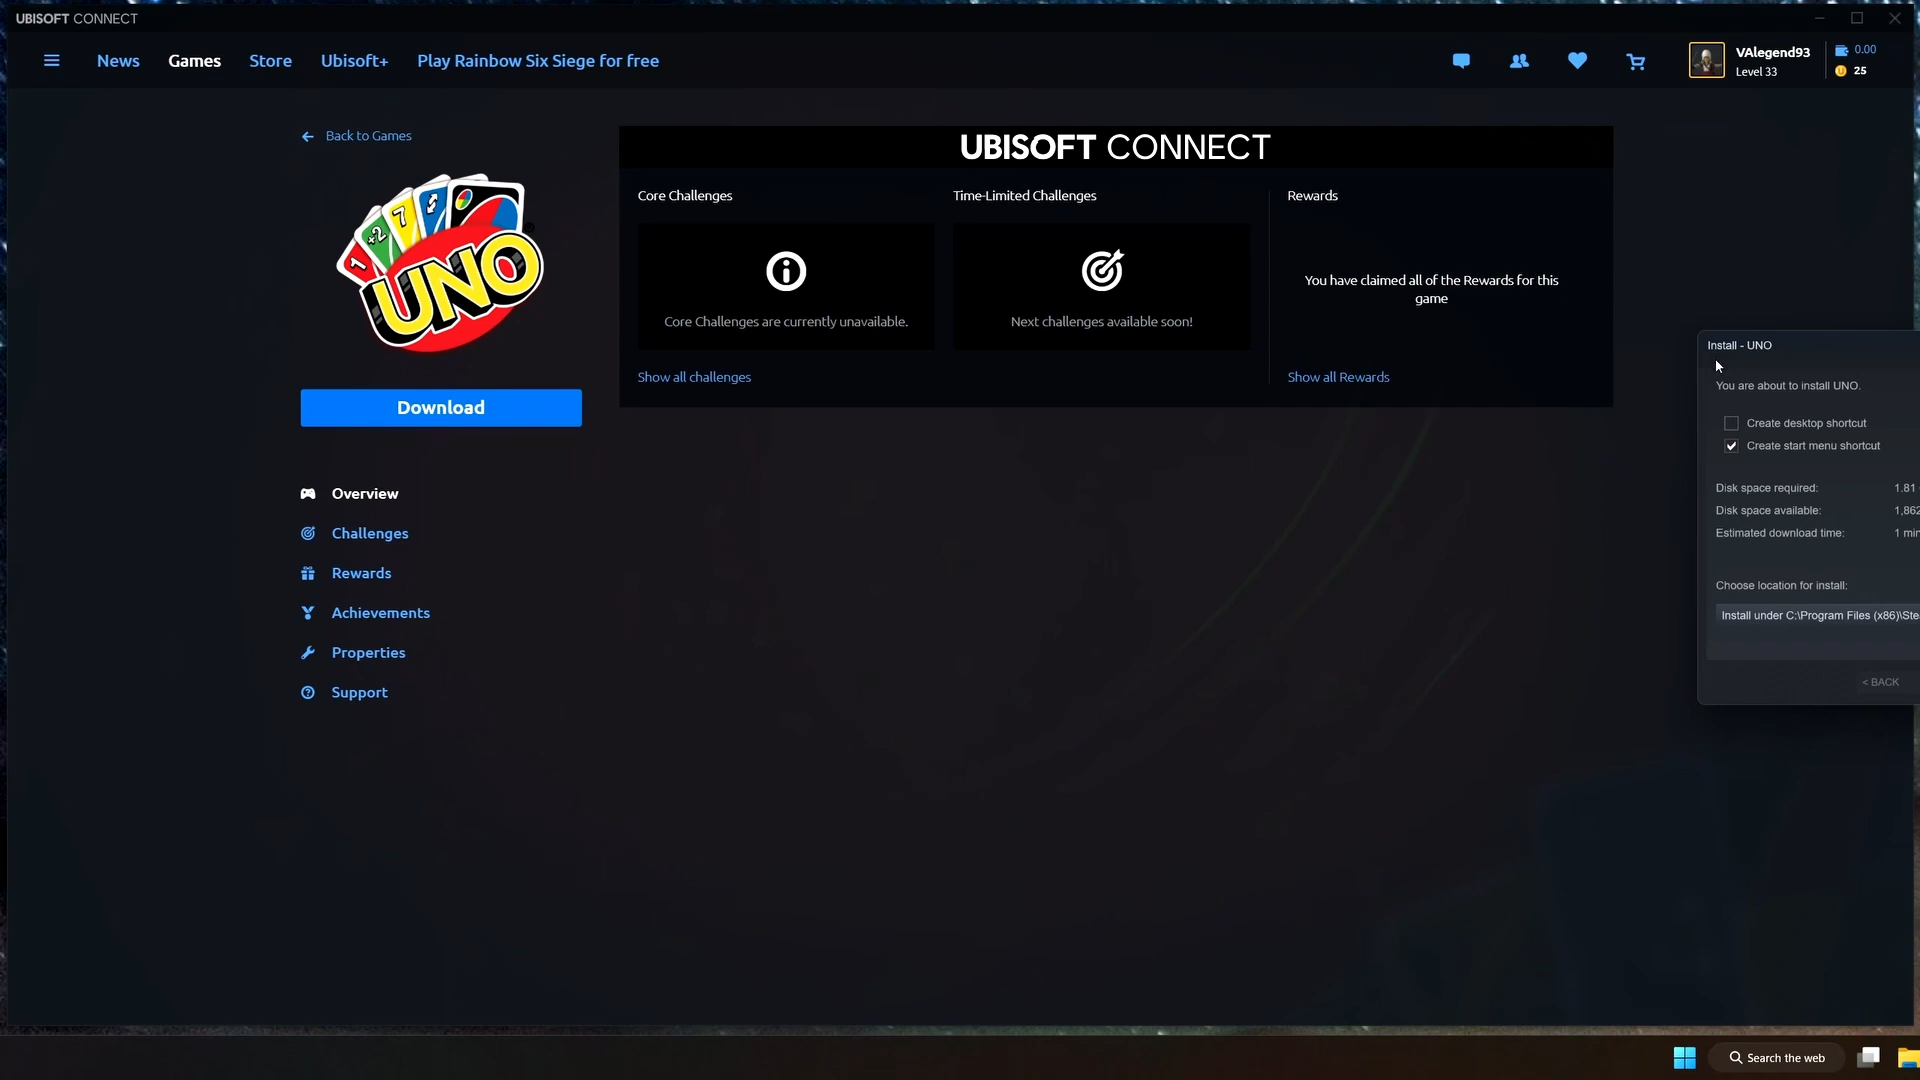 UBISOFT CONNECT
News Games Store Ubisoft+ Play Rainbow Six Siege for free
VAlegend93
Level 33
0.00
25
Back to Games
1 +2 7
UNO
Download
Overview
Challenges
Rewards
Achievements
Properties
Support
UBISOFT CONNECT
Core Challenges
Core Challenges are currently unavailable.
Show all challenges
Time-Limited Challenges
Next challenges available soon!
Rewards
You have claimed all of the Rewards for this
game
Show all Rewards
Install - UNO
You are about to install UNO.
Create desktop shortcut
Create start menu shortcut
Disk space required: 1.81
Disk space available: 1,862
Estimated download time: 1 min
Choose location for install:
Install under C:\Program Files (x86)\Ste
< BACK
Search the web